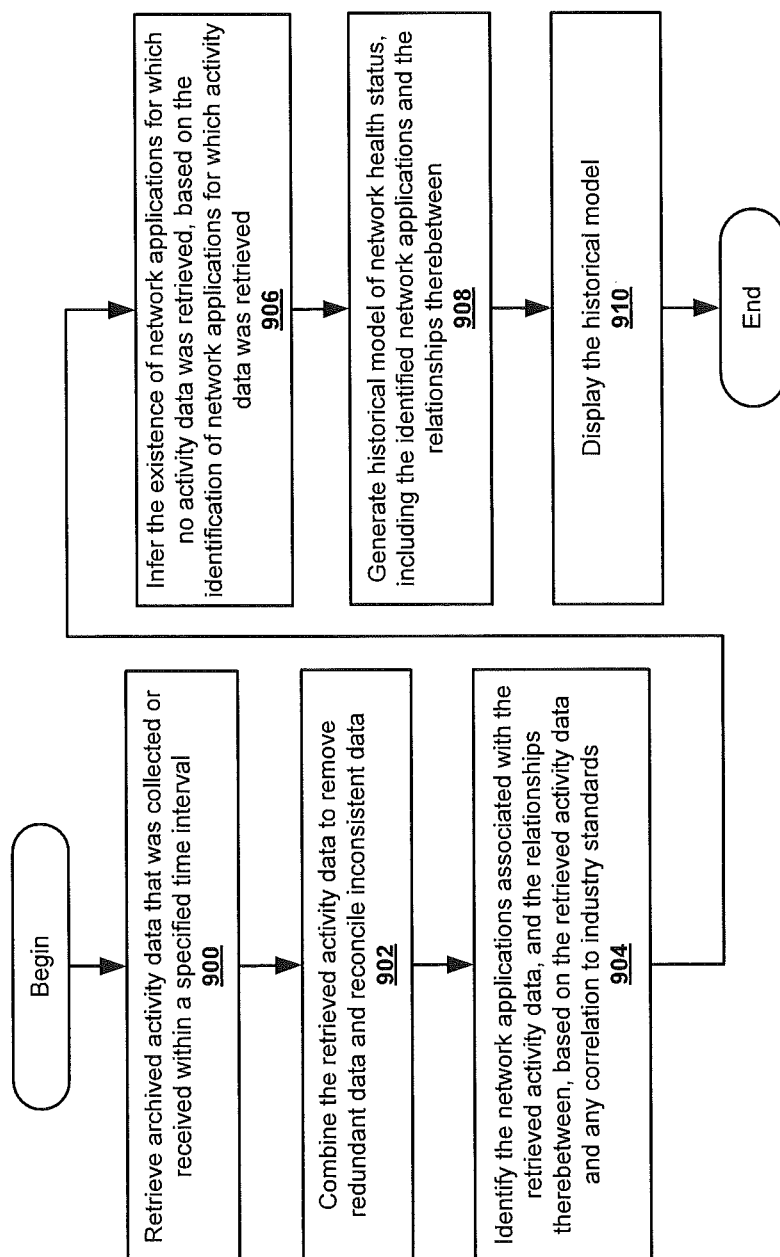 Begin
Retrieve archived activity data that was collected or
received within a specified time interval
900
Combine the retrieved activity data to remove
redundant data and reconcile inconsistent data
902
Identify the network applications associated with the
retrieved activity data, and the relationships
therebetween, based on the retrieved activity data
and any correlation to industry standards
904
Infer the existence of network applications for which
no activity data was retrieved, based on the
identification of network applications for which activity
data was retrieved
906
Generate historical model of network health status,
including the identified network applications and the
relationships therebetween
908
Display the historical model
910
End